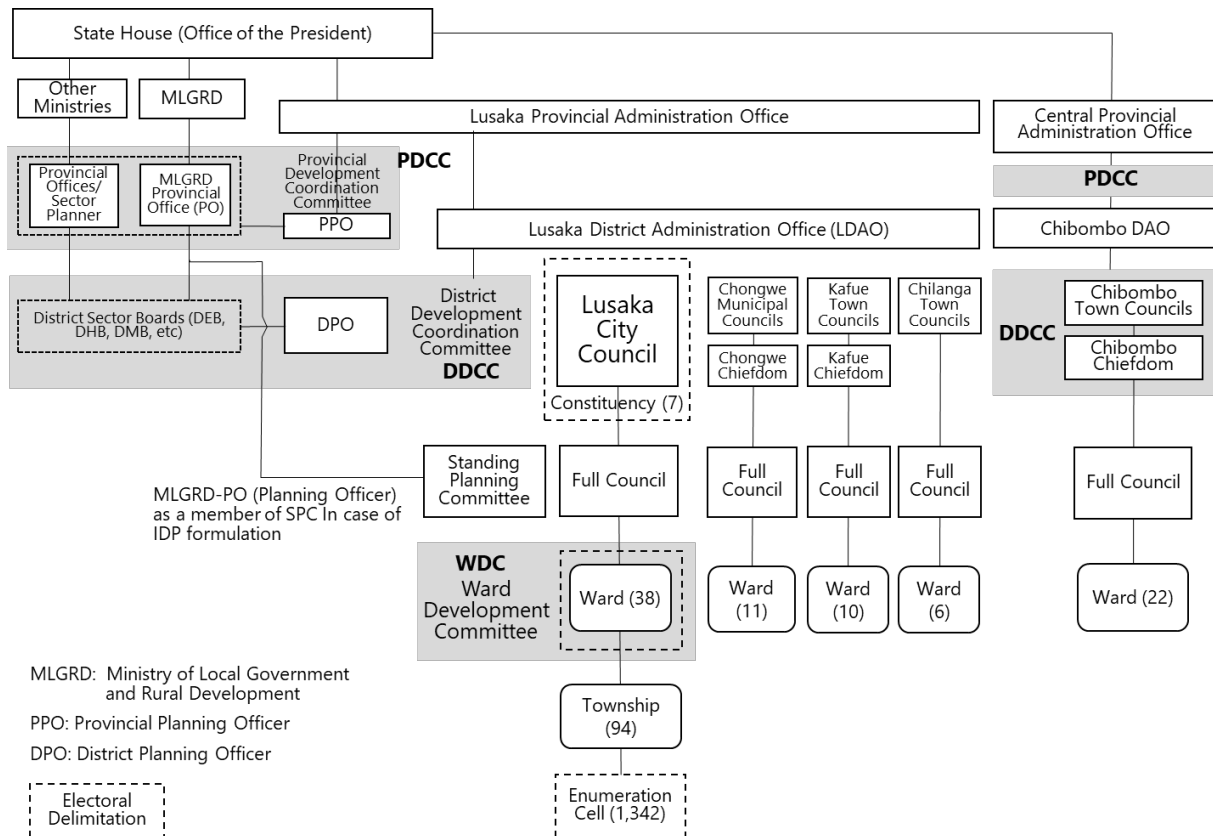 State House (Office of the President)
Other
Ministries
MLGRD
Lusaka Provincial Administration Office
Central Provincial
Administration Office
Provincial
Offices/
Sector
Planner
MLGRD
Provincial
Office (PO)
Provincial
Development
Coordination
Committee
PDCC
PPO
PDCC
Lusaka District Administration Office (LDAO)
Chibombo DAO
District Sector Boards (DEB,
DHB, DMB, etc)
DPO
District
Development
Coordination
Committee
DDCC
Lusaka
City
Council
Constituency (7)
Chongwe
Municipal
Councils
Chongwe
Chiefdom
Kafue
Town
Councils
Kafue
Chiefdom
Chilanga
Town
Councils
DDCC
Chibombo
Town Councils
Chibombo
Chiefdom
MLGRD-PO (Planning Officer)
as a member of SPC In case of
IDP formulation
Standing
Planning
Committee
Full Council
Full
Council
Full
Council
Full
Council
Full Council
WDC
Ward
Development
Committee
Ward (38)
Ward
(11)
Ward
(10)
Ward
(6)
Ward (22)
Township
(94)
Enumeration
Cell (1,342)
MLGRD: Ministry of Local Government
and Rural Development
PPO: Provincial Planning Officer
DPO: District Planning Officer
Electoral
Delimitation